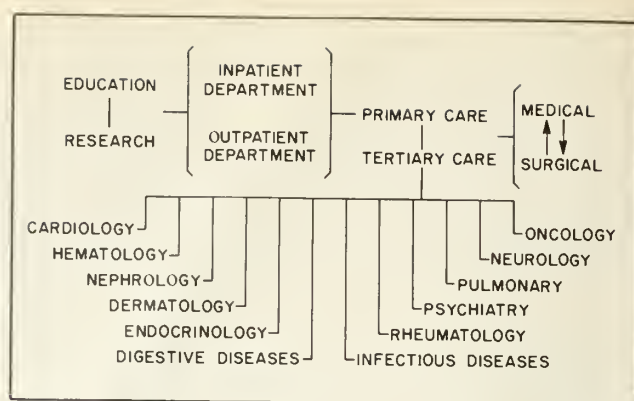 EDUCATION
RESEARCH
INPATIENT
DEPARTMENT
OUTPATIENT
DEPARTMENT
PRIMARY CARE
TERTIARY CARE
MEDICAL
SURGICAL
CARDIOLOGY
HEMATOLOGY
NEPHROLOGY
DERMATOLOGY
ENDOCRINOLOGY
DIGESTIVE DISEASES
ONCOLOGY
NEUROLOGY
PULMONARY
PSYCHIATRY
RHEUMATOLOGY
INFECTIOUS DISEASES